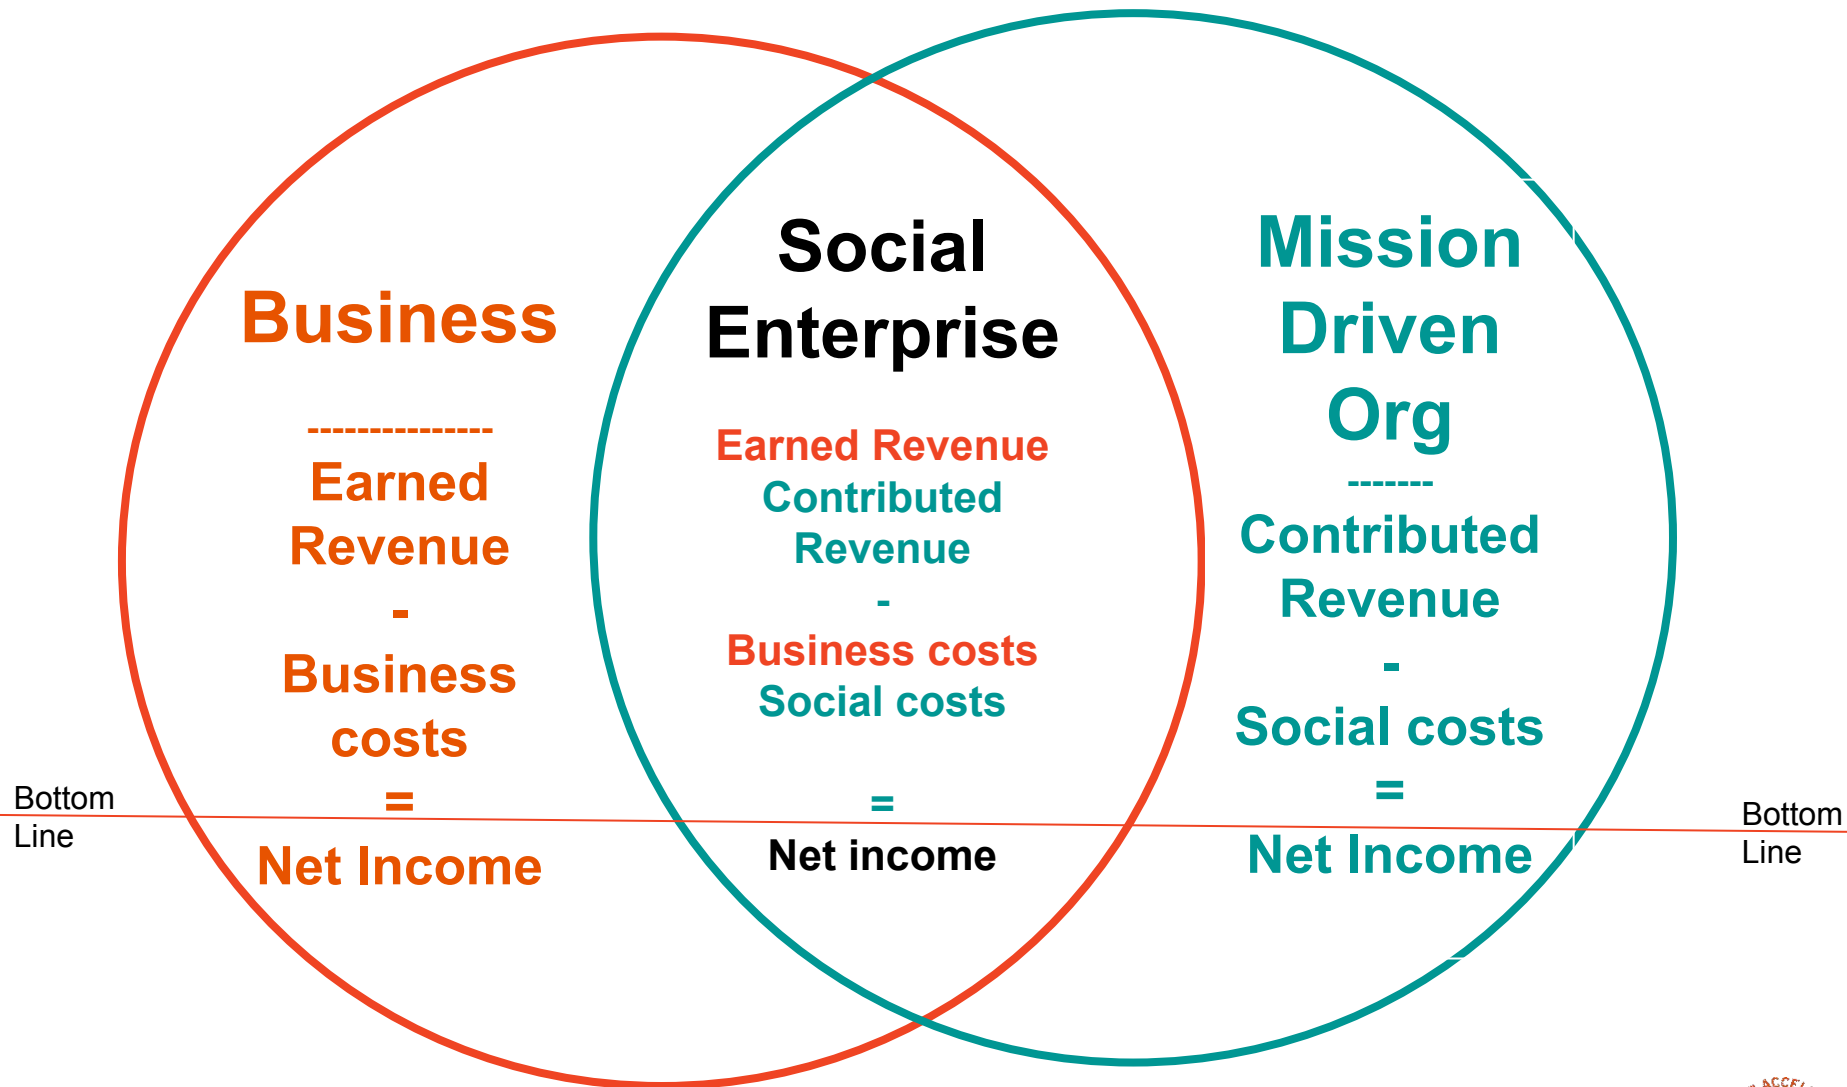 Business
---------------
Earned
Revenue
-
Business
costs
=
Net Income
Social
Enterprise
Earned Revenue
Contributed
Revenue
-
Business costs
Social costs
=
Net income
Mission
Driven
Org
-------
Contributed
Revenue
-
Social costs
=
Net Income
Bottom
Line
Bottom
Line